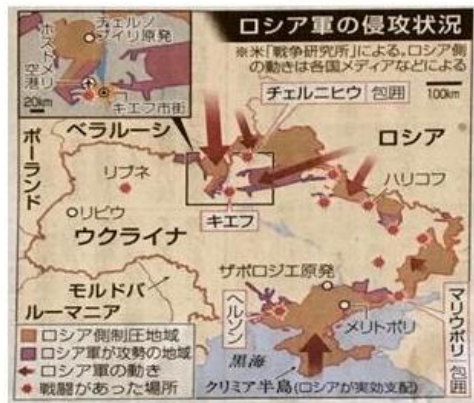 ロシア軍の侵攻状況
※米「戦争研究所」による。ロシア側
の動きは各国メディアなどによる
チェルノ
ブイリ原発
ホストメリ
空港
キエフ市街
20km
100km
チェルニヒウ 包囲
ベラルーシ
ロシア
ポーランド
リブネ
ハリコフ
リビウ
キエフ
ウクライナ
ザポロジエ原発
モルドバ
ルーマニア
ヘルソン
メリトポリ
マリウポリ 包囲
黒海
クリミア半島(ロシアが実効支配)
ロシア側制圧地域
ロシア軍が攻勢の地域
ロシア軍の動き
戦闘があった場所